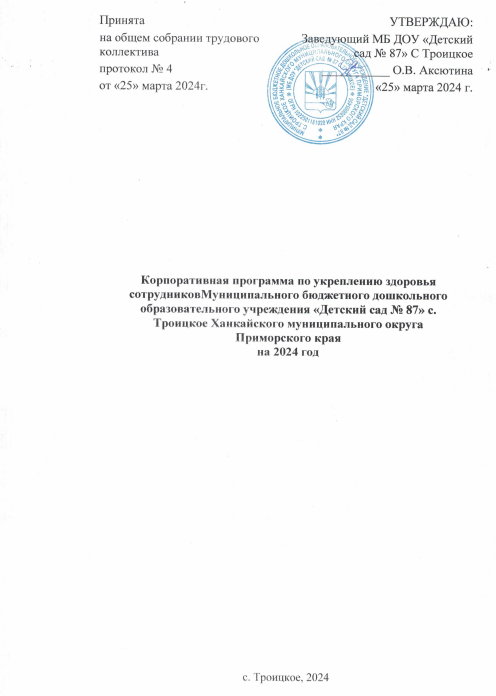 Принята
на общем собрании трудового
коллектива
протокол № 4
от «25» марта 2024г.
УТВЕРЖДАЮ:
Заведующий МБ ДОУ «Детский
сад № 87» С Троицкое
О.В. Аксютина
«25» марта 2024 г.
Корпоративная программа по укреплению здоровья
сотрудниковМуниципального бюджетного дошкольного
образовательного учреждения «Детский сад № 87» с.
Троицкое Ханкайского муниципального округа
Приморского края
на 2024 год
с. Троицкое, 2024